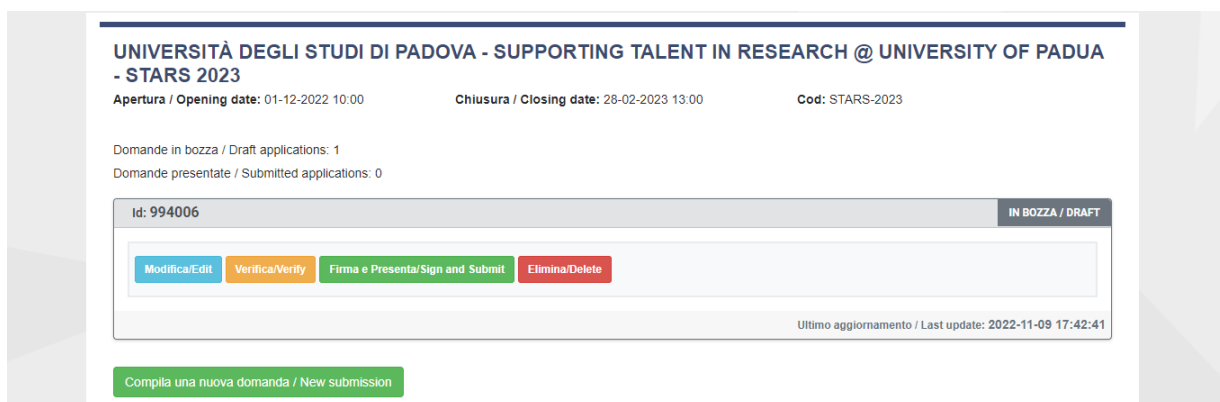 UNIVERSITÀ DEGLI STUDI DI PADOVA - SUPPORTING TALENT IN RESEARCH @ UNIVERSITY OF PADUA
- STARS 2023
Apertura / Opening date: 01-12-2022 10:00 Chiusura / Closing date: 28-02-2023 13:00 Cod: STARS-2023
Domande in bozza / Draft applications: 1
Domande presentate / Submitted applications: 0
Id: 994006 IN BOZZA / DRAFT
Modifica/Edit Verifica/Verify Firma e Presenta/Sign and Submit Elimina/Delete
Ultimo aggiornamento / Last update: 2022-11-09 17:42:41
Compila una nuova domanda / New submission